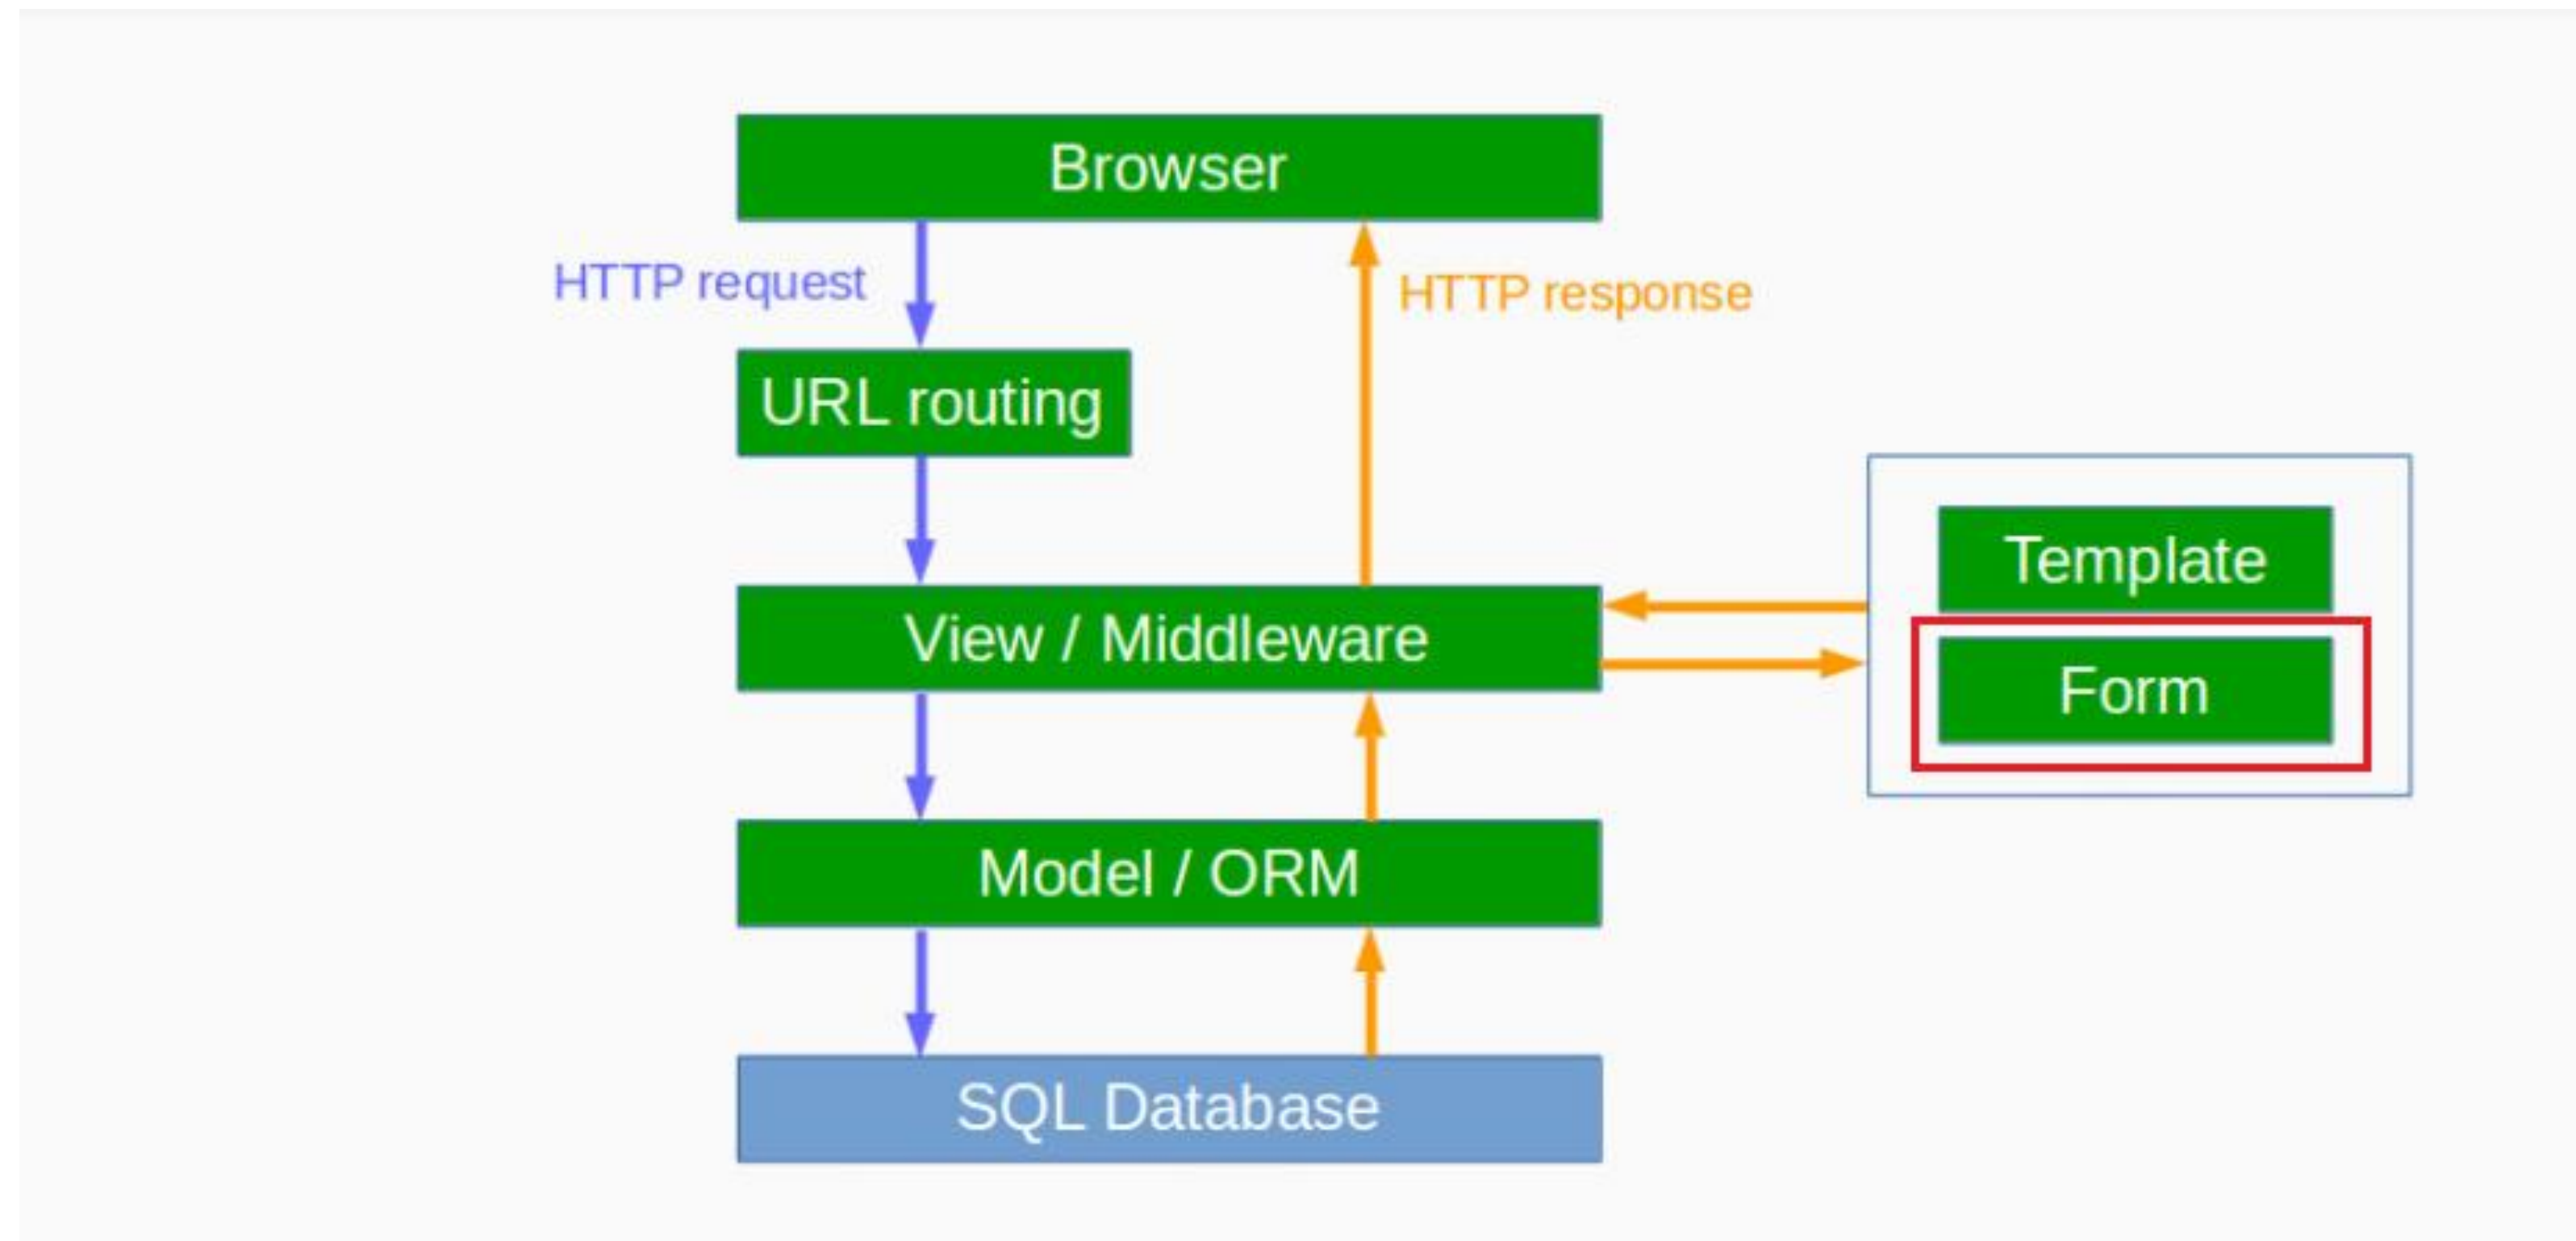 Browser
HTTP request
HTTP response
URL routing
Template
View / Middleware
Form
Model / ORM
SQL Database